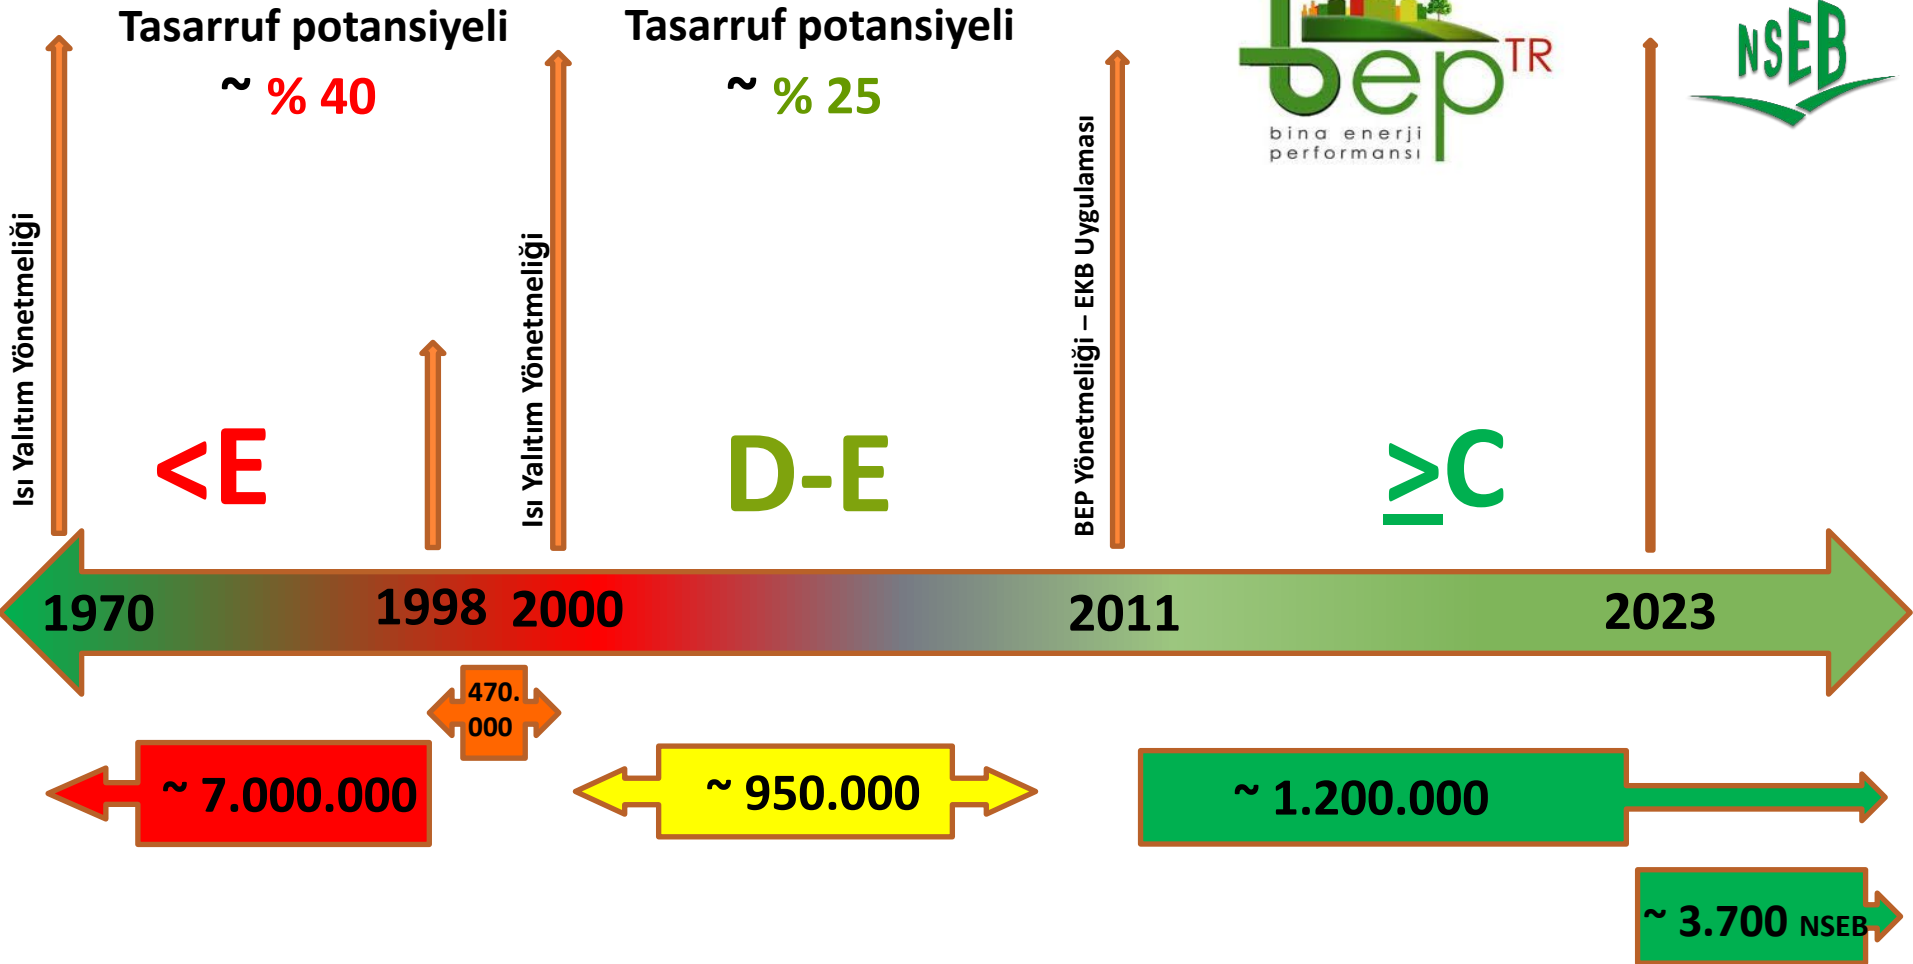 Tasarruf potansiyeli
~ % 40
Tasarruf potansiyeli
~ % 25
bep TR
bina enerji
performansı
NSEB
Isı Yalıtım Yönetmeliği
Isı Yalıtım Yönetmeliği
BEP Yönetmeliği – EKB Uygulaması
<E
D-E
≥C
1970
1998
2000
2011
2023
470.
000
~ 7.000.000
~ 950.000
~ 1.200.000
~ 3.700 NSEB